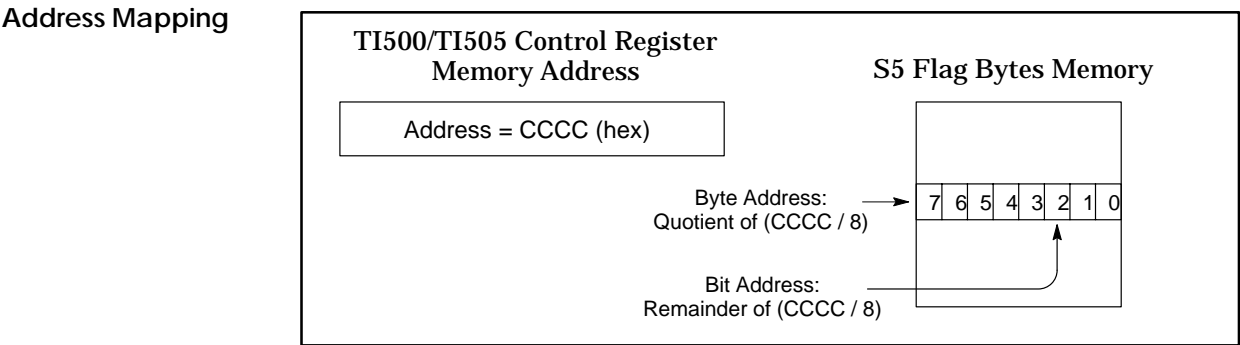 Address Mapping
TI500/TI505 Control Register
Memory Address
S5 Flag Bytes Memory
Address = CCCC (hex)
Byte Address:
Quotient of (CCCC / 8)
7 6 5 4 3 2 1 0
Bit Address:
Remainder of (CCCC / 8)